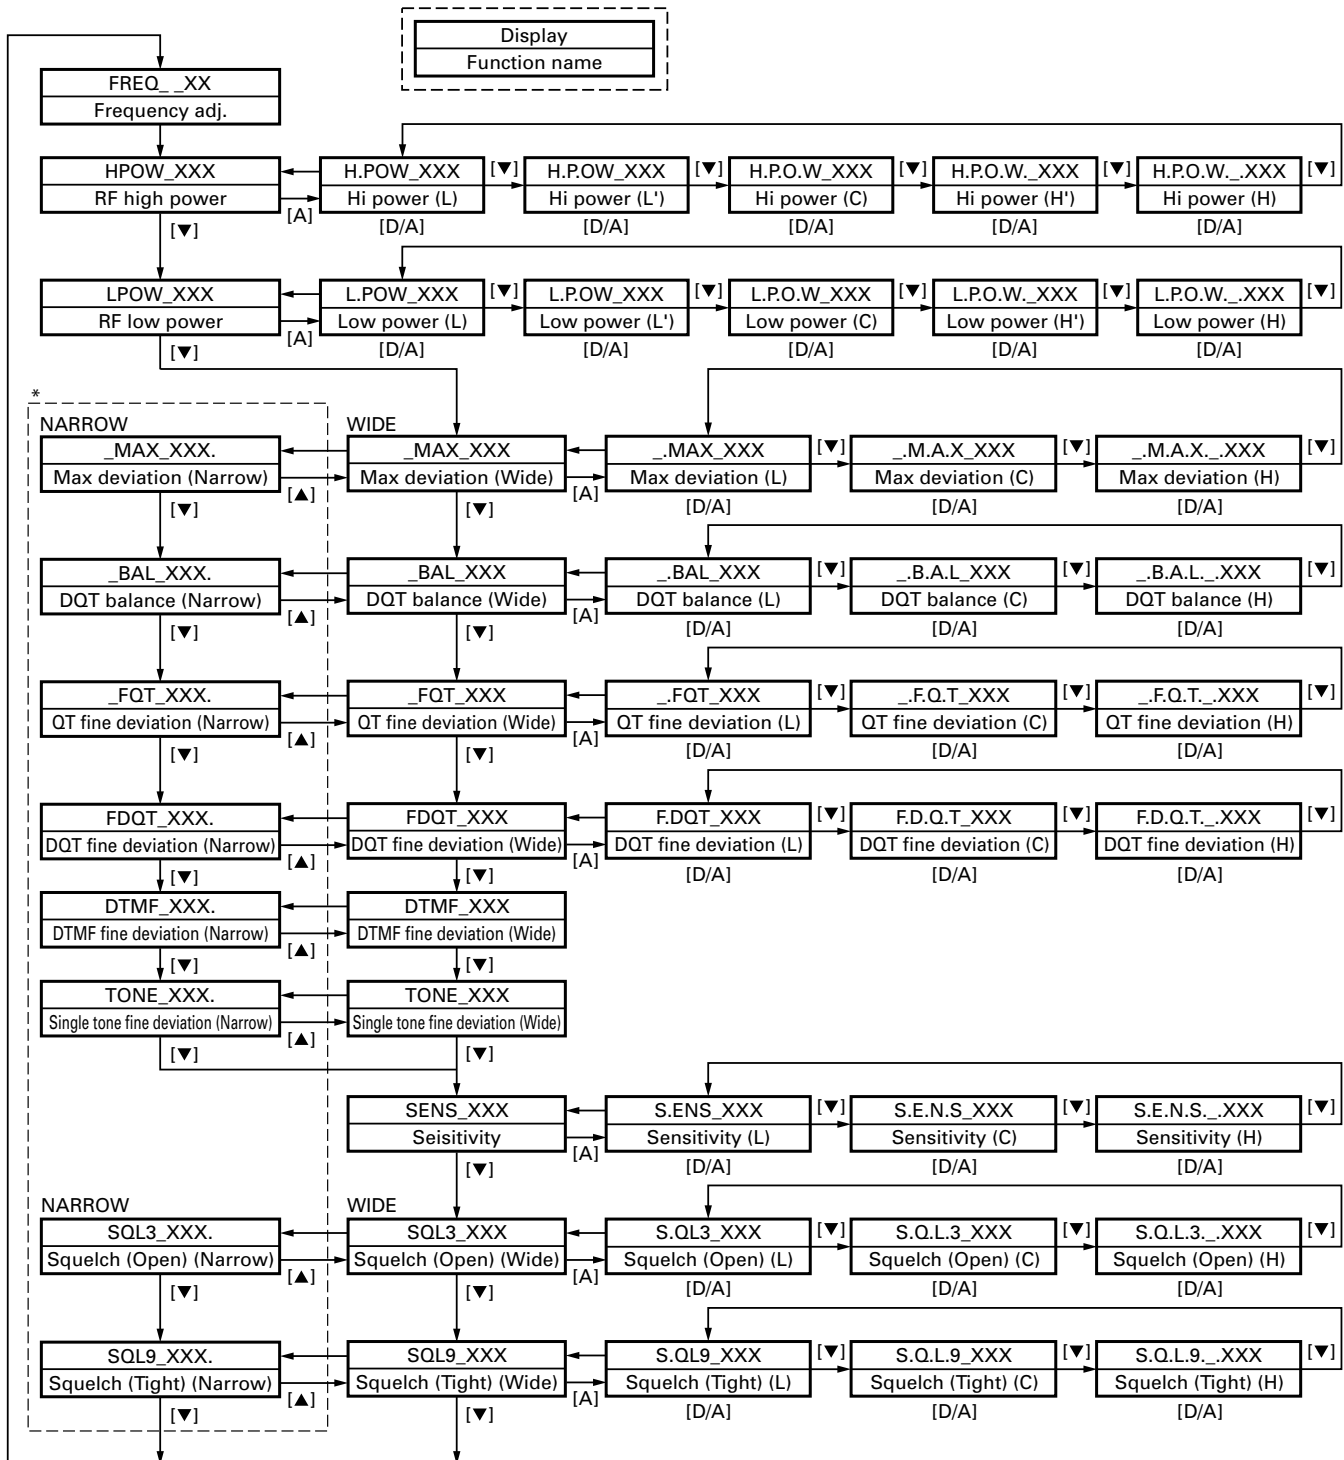 Display
Function name
FREQ_ _XX
Frequency adj.
HPOW_XXX
RF high power
[A]
[▼]
H.POW_XXX
Hi power (L)
[D/A]
[▼]
H.P.OW_XXX
Hi power (L')
[D/A]
[▼]
H.P.O.W_XXX
Hi power (C)
[D/A]
[▼]
H.P.O.W._XXX
Hi power (H')
[D/A]
[▼]
H.P.O.W._.XXX
Hi power (H)
[D/A]
[▼]
LPOW_XXX
RF low power
[A]
[▼]
L.POW_XXX
Low power (L)
[D/A]
[▼]
L.P.OW_XXX
Low power (L')
[D/A]
[▼]
L.P.O.W_XXX
Low power (C)
[D/A]
[▼]
L.P.O.W._XXX
Low power (H')
[D/A]
[▼]
L.P.O.W._.XXX
Low power (H)
[D/A]
[▼]
*
NARROW
WIDE
_MAX_XXX.
Max deviation (Narrow)
[▲]
[▼]
_MAX_XXX
Max deviation (Wide)
[A]
[▼]
_.MAX_XXX
Max deviation (L)
[D/A]
[▼]
_.M.A.X_XXX
Max deviation (C)
[D/A]
[▼]
_.M.A.X._.XXX
Max deviation (H)
[D/A]
[▼]
_BAL_XXX.
DQT balance (Narrow)
[▲]
[▼]
_BAL_XXX
DQT balance (Wide)
[A]
[▼]
_.BAL_XXX
DQT balance (L)
[D/A]
[▼]
_.B.A.L_XXX
DQT balance (C)
[D/A]
[▼]
_.B.A.L._.XXX
DQT balance (H)
[D/A]
[▼]
_FQT_XXX.
QT fine deviation (Narrow)
[▲]
[▼]
_FQT_XXX
QT fine deviation (Wide)
[A]
[▼]
_.FQT_XXX
QT fine deviation (L)
[D/A]
[▼]
_.F.Q.T_XXX
QT fine deviation (C)
[D/A]
[▼]
_.F.Q.T._.XXX
QT fine deviation (H)
[D/A]
[▼]
FDQT_XXX.
DQT fine deviation (Narrow)
[▲]
[▼]
FDQT_XXX
DQT fine deviation (Wide)
[A]
[▼]
F.DQT_XXX
DQT fine deviation (L)
[D/A]
[▼]
F.D.Q.T_XXX
DQT fine deviation (C)
[D/A]
[▼]
F.D.Q.T._.XXX
DQT fine deviation (H)
[D/A]
[▼]
DTMF_XXX.
DTMF fine deviation (Narrow)
[▲]
[▼]
DTMF_XXX
DTMF fine deviation (Wide)
[▼]
TONE_XXX.
Single tone fine deviation (Narrow)
[▲]
[▼]
TONE_XXX
Single tone fine deviation (Wide)
[▼]
SENS_XXX
Seisitivity
[A]
[▼]
S.ENS_XXX
Sensitivity (L)
[D/A]
[▼]
S.E.N.S_XXX
Sensitivity (C)
[D/A]
[▼]
S.E.N.S._.XXX
Sensitivity (H)
[D/A]
[▼]
NARROW
WIDE
SQL3_XXX.
Squelch (Open) (Narrow)
[▲]
[▼]
SQL3_XXX
Squelch (Open) (Wide)
[A]
[▼]
S.QL3_XXX
Squelch (Open) (L)
[D/A]
[▼]
S.Q.L.3_XXX
Squelch (Open) (C)
[D/A]
[▼]
S.Q.L.3._.XXX
Squelch (Open) (H)
[D/A]
[▼]
SQL9_XXX.
Squelch (Tight) (Narrow)
[▲]
[▼]
SQL9_XXX
Squelch (Tight) (Wide)
[A]
[▼]
S.QL9_XXX
Squelch (Tight) (L)
[D/A]
[▼]
S.Q.L.9_XXX
Squelch (Tight) (C)
[D/A]
[▼]
S.Q.L.9._.XXX
Squelch (Tight) (H)
[D/A]
[▼]